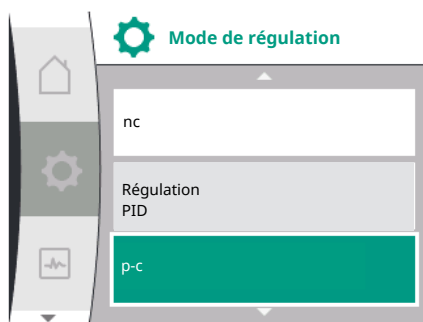 Mode de régulation
nc
Régulation
PID
p-c